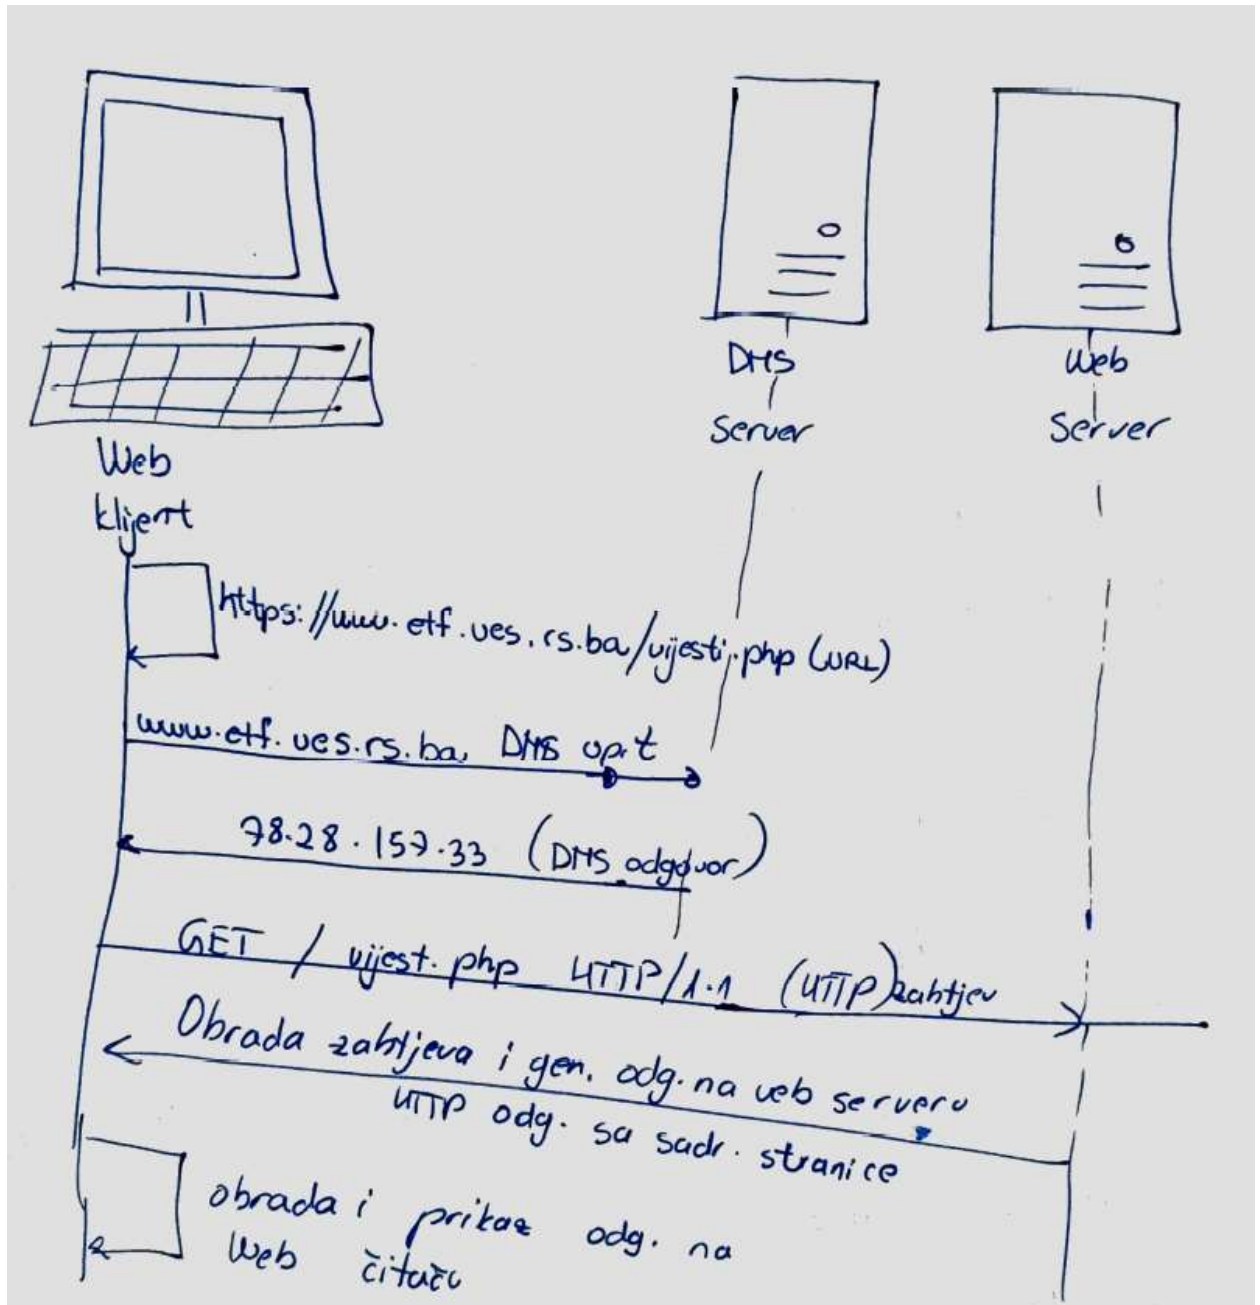 DNS
Server
Web
Server
Web
klijent
https://www.etf.ues.rs.ba/vijesti.php (URL)
www.etf.ues.rs.ba, DNS upit
78.28.157.33 (DNS odgovor)
GET / vijest.php HTTP/1.1 (HTTP) zahtjev
Obrada zahtjeva i gen. odg. na veb serveru
HTTP odg. sa sadr. stranice
obrada i prikaz odg. na
Web čitaču